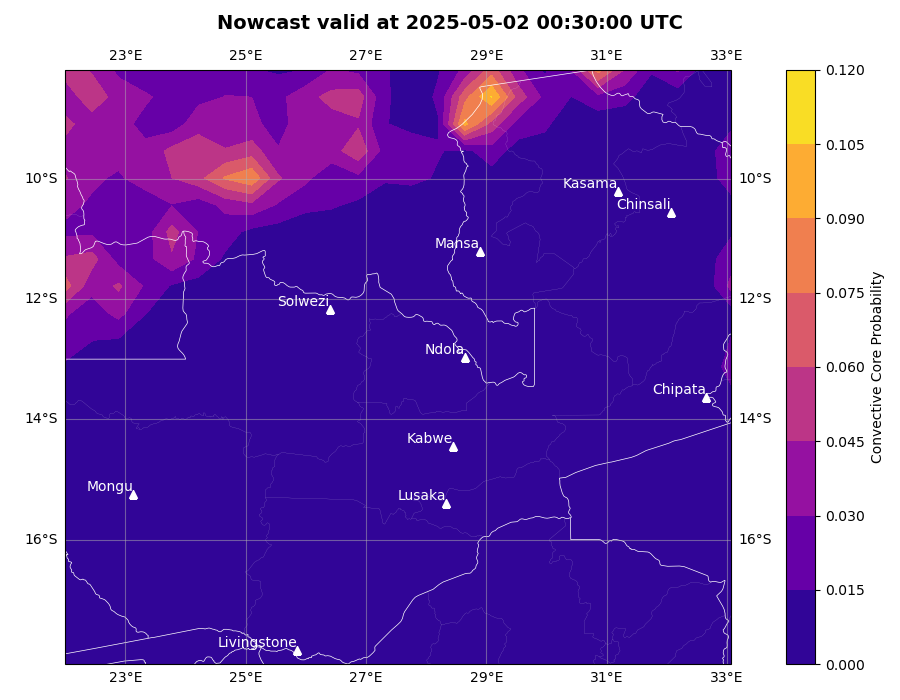 Nowcast valid at 2025-05-02 00:30:00 UTC
23°E 25°E 27°E 29°E 31°E 33°E
0.120
0.105
10°S Kasama 10°S
Chinsali
0.090
Mansa
0.075
12°S Solwezi 12°S
Ndola
0.060
Chipata
14°S 14°S
Kabwe
0.045
Mongu
Lusaka
0.030
16°S 16°S
0.015
Livingstone
0.000
23°E 25°E 27°E 29°E 31°E 33°E
Convective Core Probability